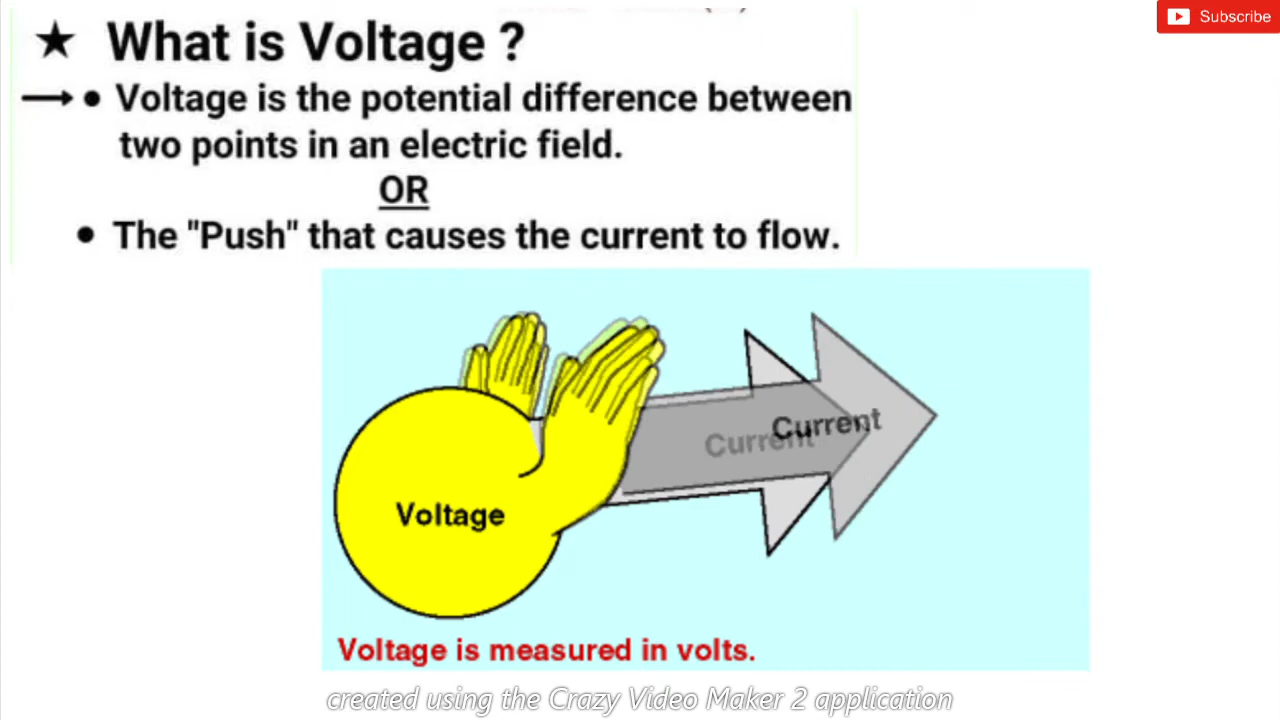 Subscribe
★ What is Voltage ?
→ • Voltage is the potential difference between
two points in an electric field.
OR
• The "Push" that causes the current to flow.
Current
Current
Voltage
Voltage is measured in volts.
created using the Crazy Video Maker 2 application